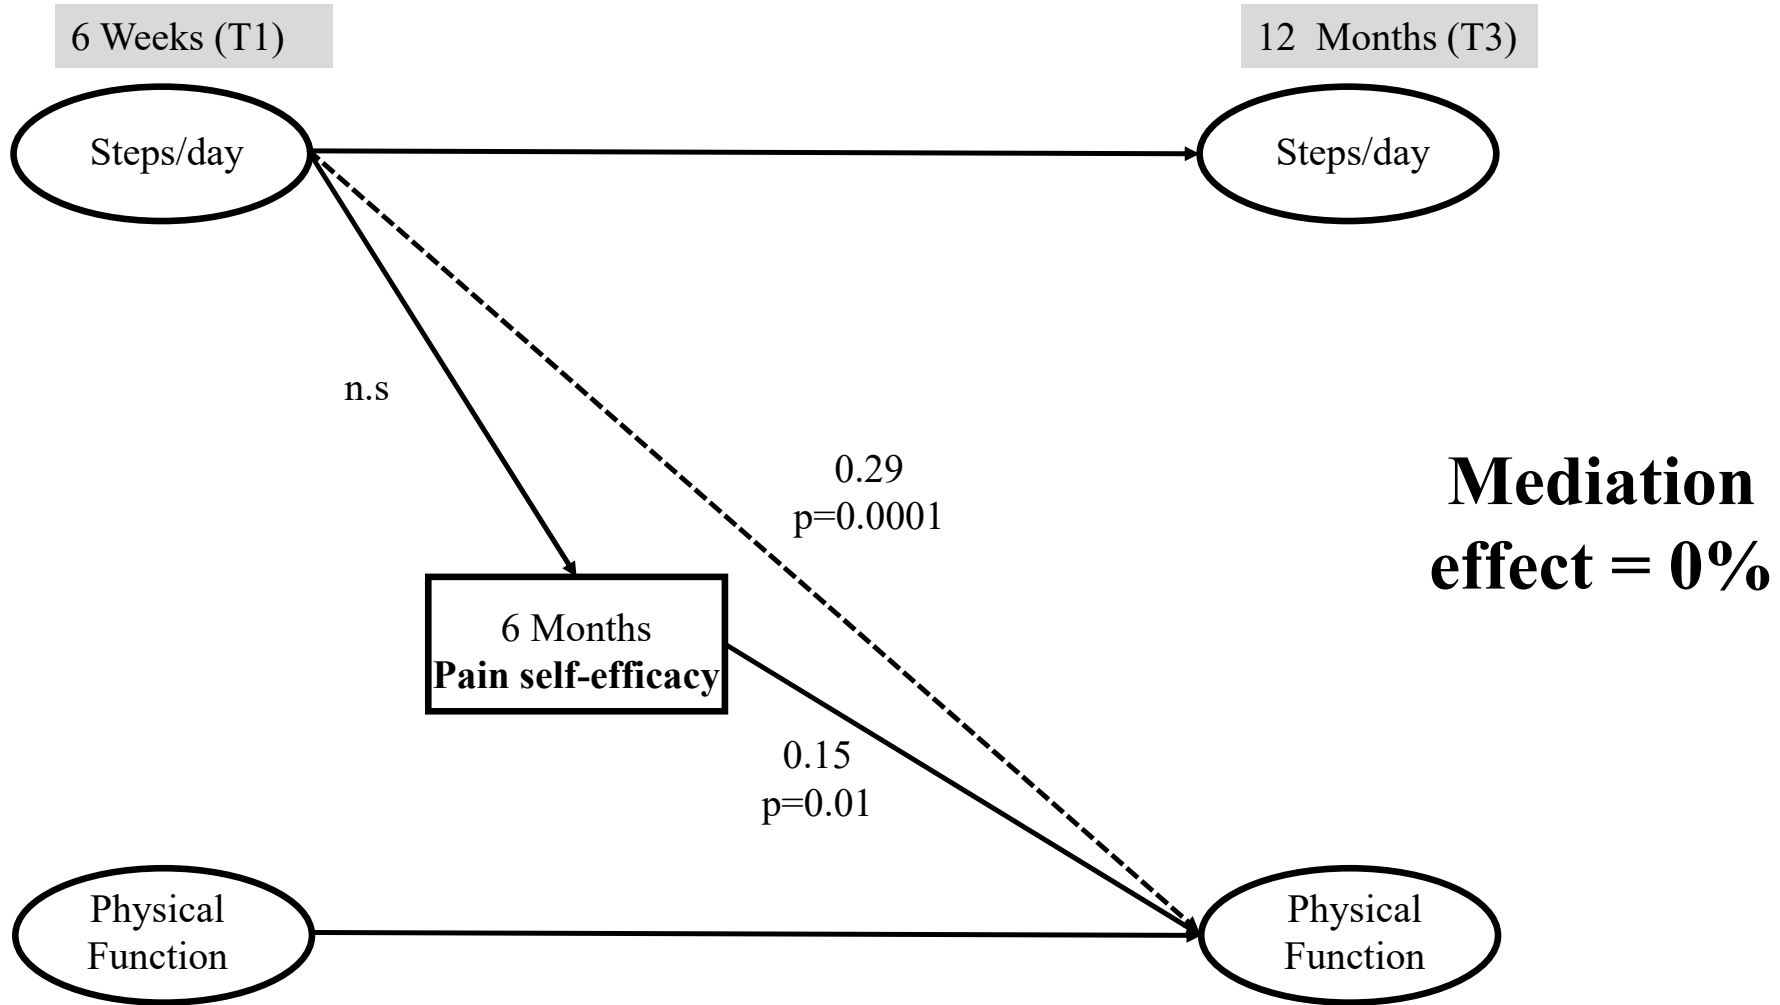 6 Weeks (T1)
12 Months (T3)
Steps/day
Steps/day
n.s
0.29
p=0.0001
Mediation
effect = 0%
6 Months
Pain self-efficacy
0.15
p=0.01
Physical
Function
Physical
Function